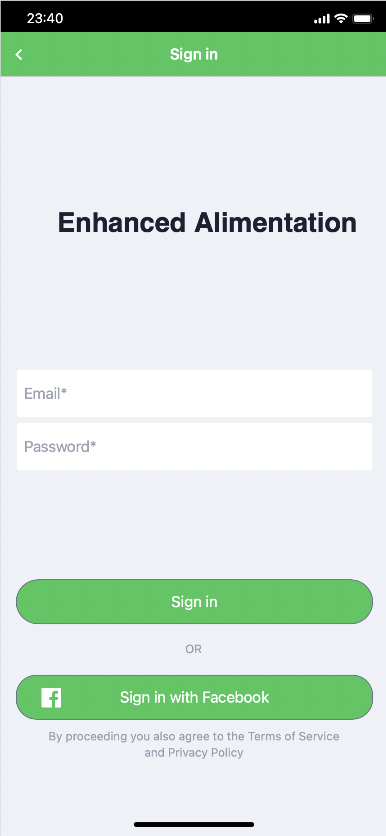 23:40
Sign in
Enhanced Alimentation
Email*
Password*
Sign in
OR
Sign in with Facebook
By proceeding you also agree to the Terms of Service
and Privacy Policy